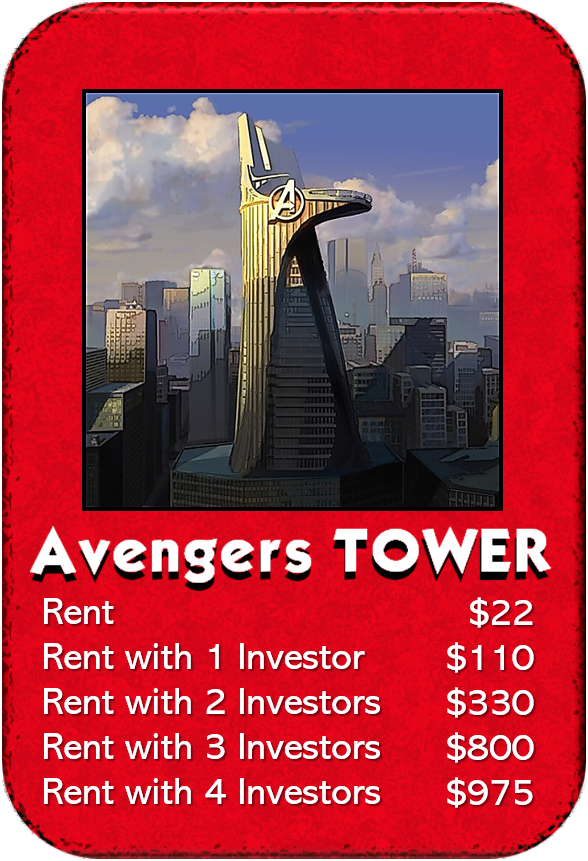 Avengers TOWER
Rent $22
Rent with 1 Investor $110
Rent with 2 Investors $330
Rent with 3 Investors $800
Rent with 4 Investors $975